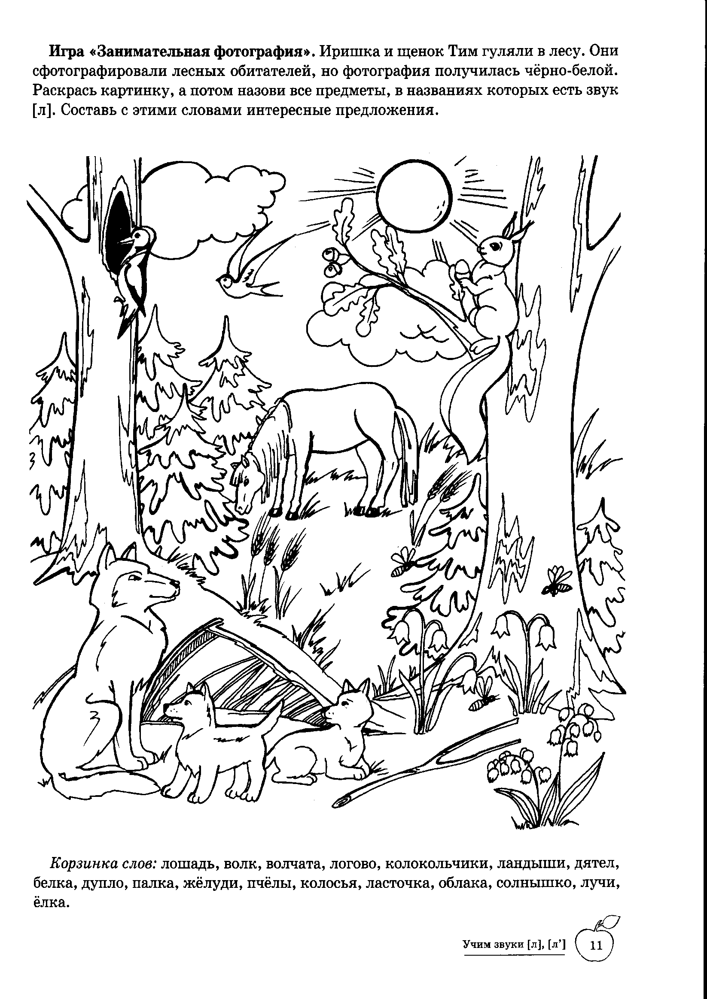 Игра «Занимательная фотография». Иришка и щенок Тим гуляли в лесу. Они
сфотографировали лесных обитателей, но фотография получилась чёрно-белой.
Раскрась картинку, а потом назови все предметы, в названиях которых есть звук
[л]. Составь с этими словами интересные предложения.
Корзинка слов: лошадь, волк, волчата, логово, колокольчики, ландыши, дятел,
белка, дупло, палка, жёлуди, пчёлы, колосья, ласточка, облака, солнышко, лучи,
ёлка.
Учим звуки [л], [л’]
11